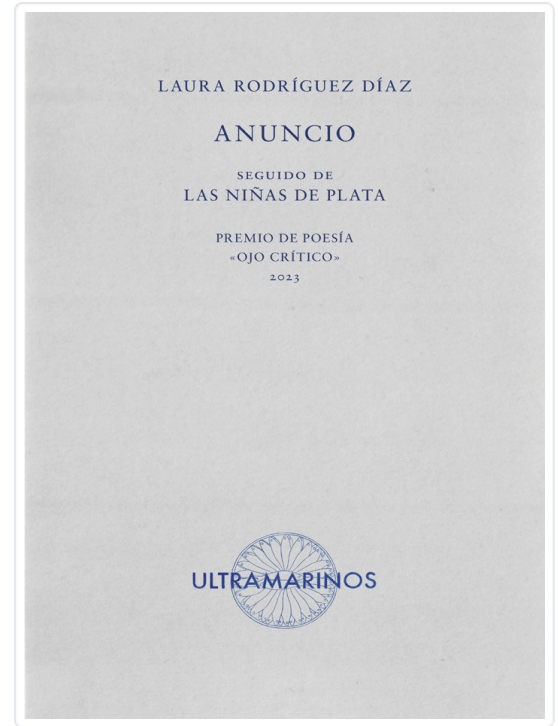 LAURA RODRÍGUEZ DÍAZ
ANUNCIO
SEGUIDO DE
LAS NIÑAS DE PLATA
PREMIO DE POESÍA
«OJO CRÍTICO»
2023
ULTRAMARINOS